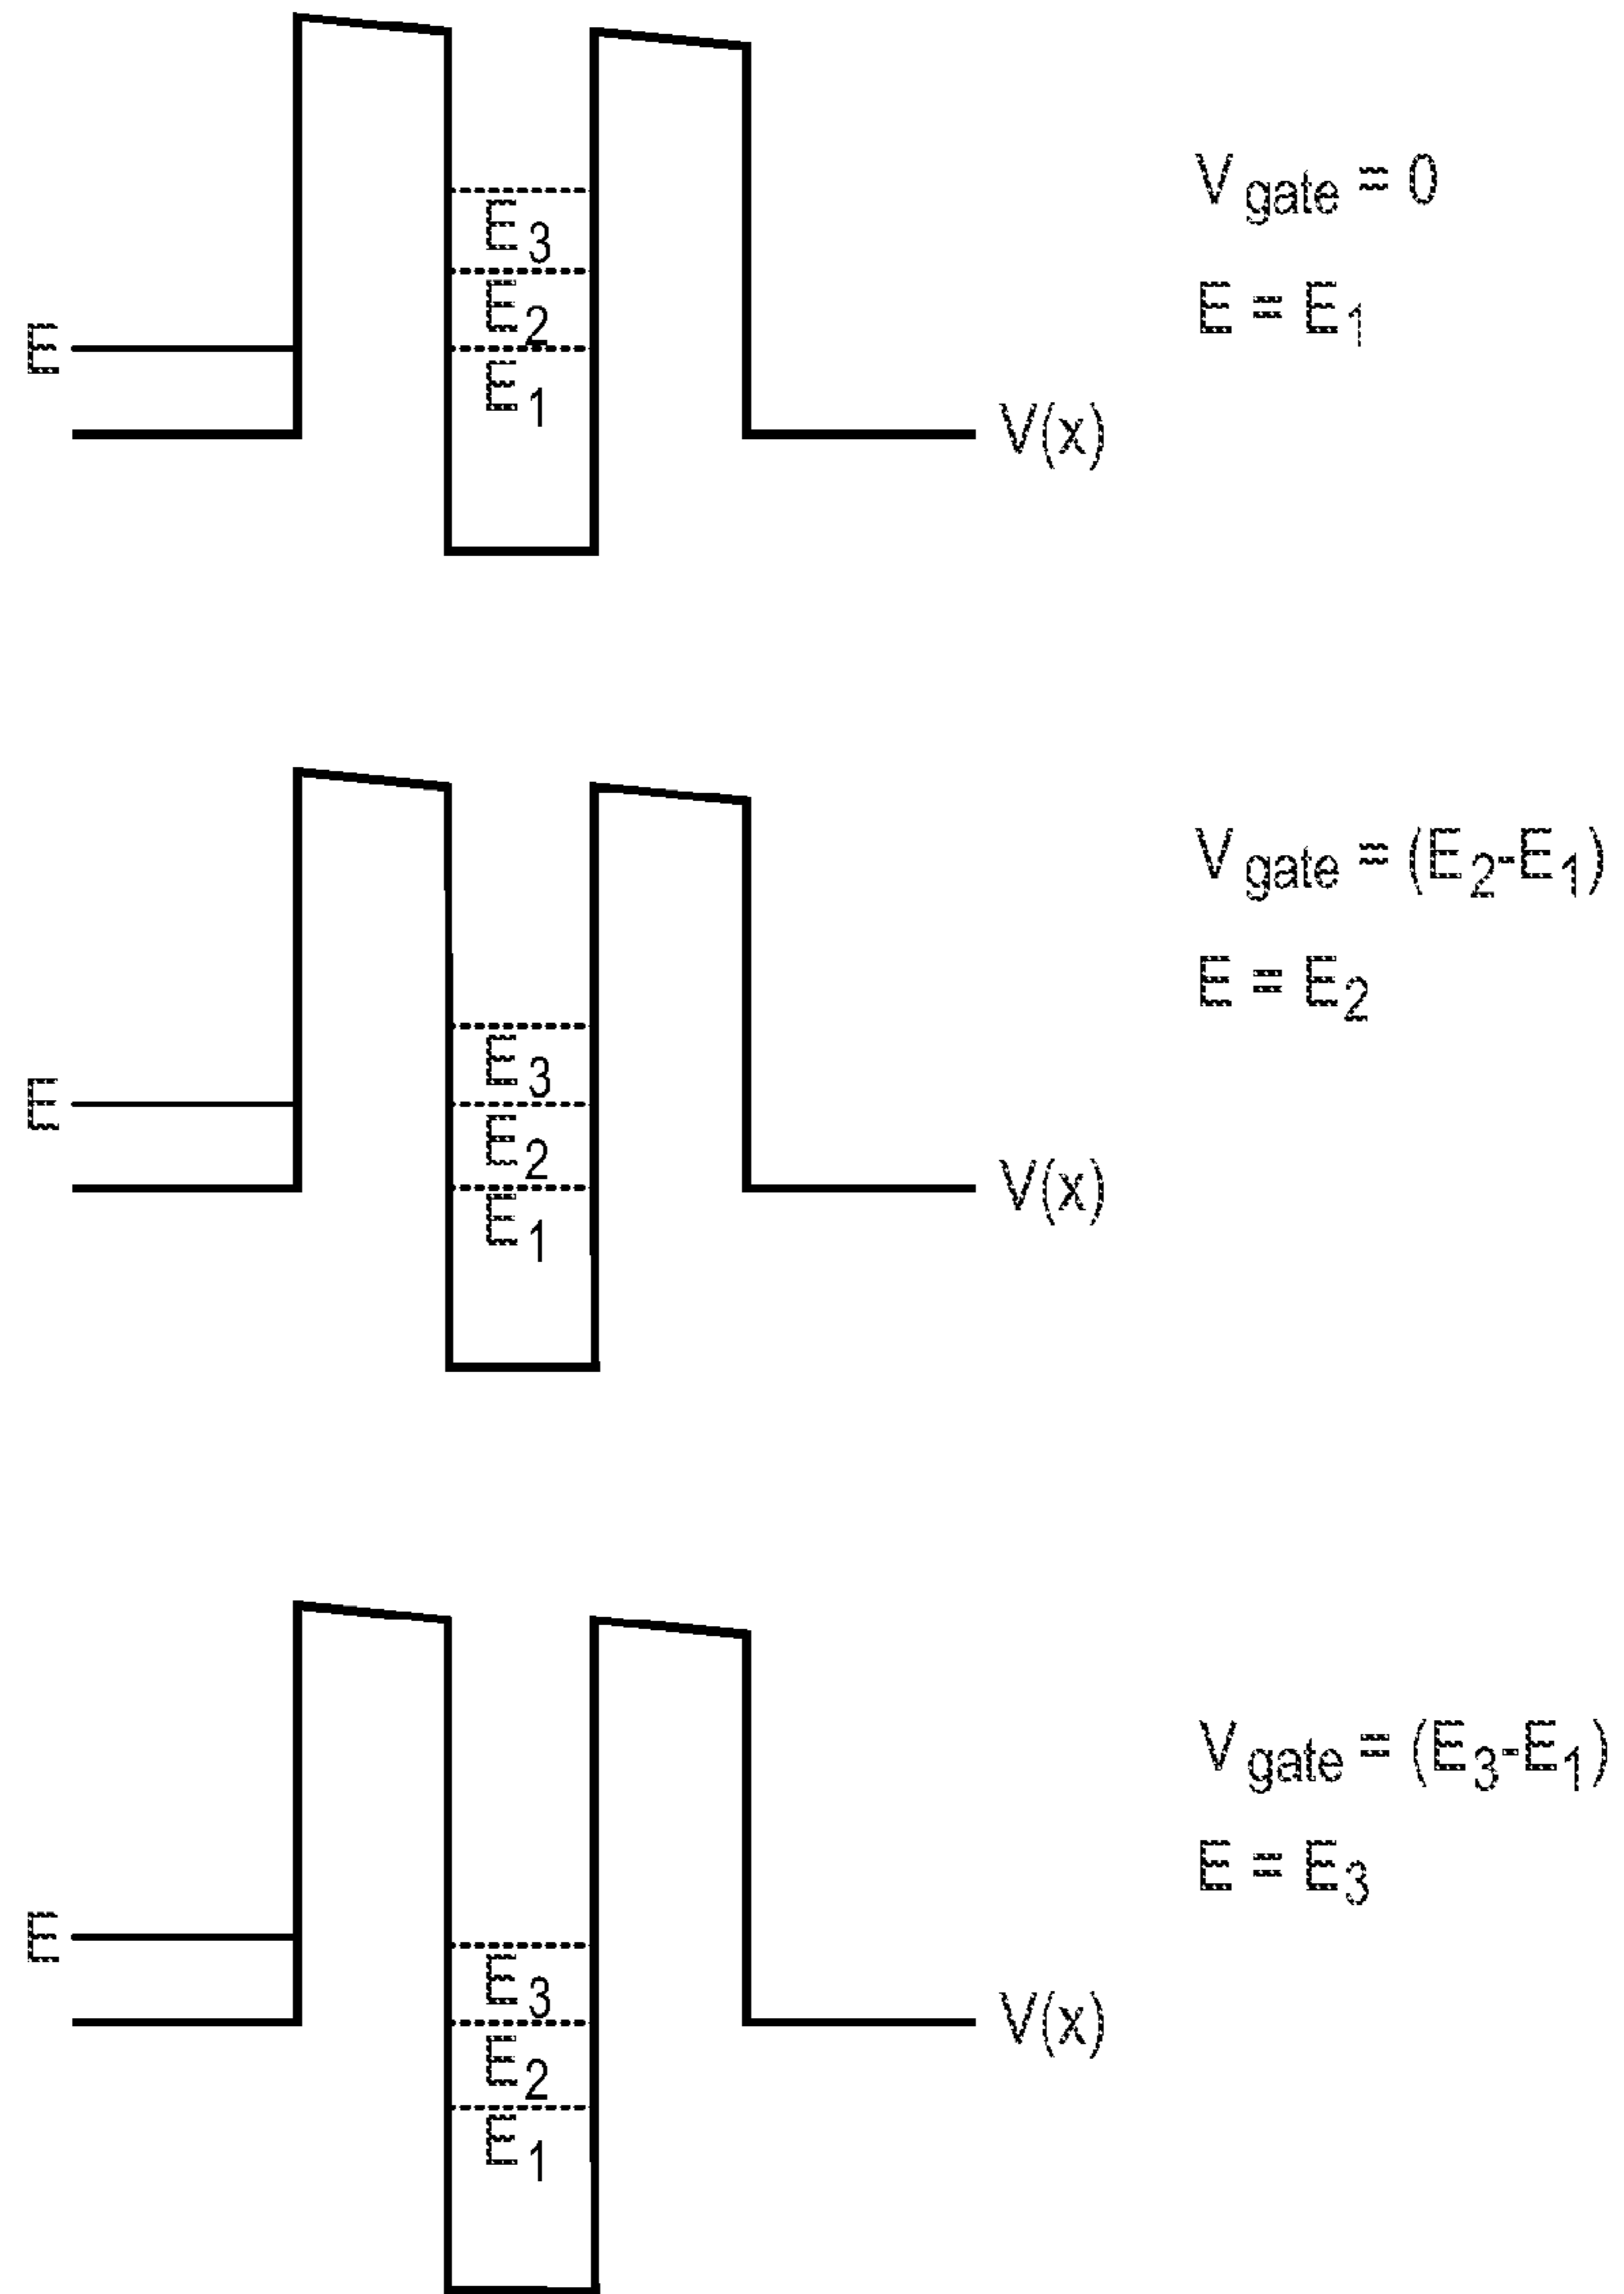 V gate = 0
E₃
E₂
E = E₁
E
E₁
V(x)
V gate = (E₂-E₁)
E = E₂
E₃
E
E₂
V(x)
E₁
V gate = (E₃-E₁)
E = E₃
E
E₃
V(x)
E₂
E₁